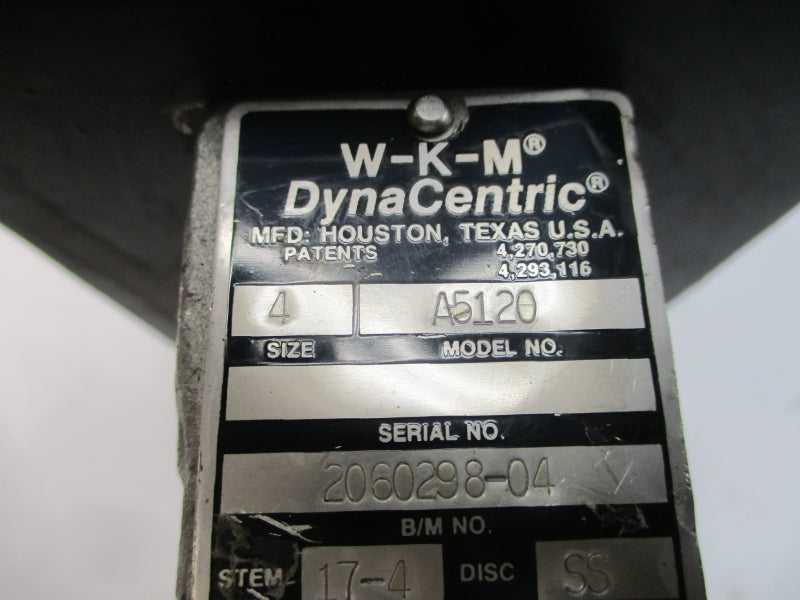 W-K-M®
DynaCentric®
MFD: HOUSTON, TEXAS U.S.A.
PATENTS 4,270,730
4,293,116
4 A5120
SIZE MODEL NO.
SERIAL NO.
2060298-04
B/M NO.
STEM 17-4 DISC SS